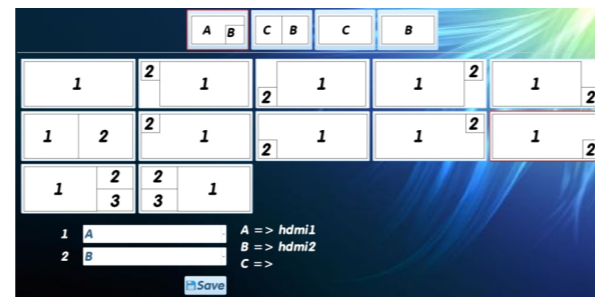 A B C B C B
1 2 1 2 1 1 2 1 2
1 2 2 1 2 1 1 2 1 2
1 2 3 2 3 1
1 A A => hdmi1
2 B B => hdmi2
C =>
Save